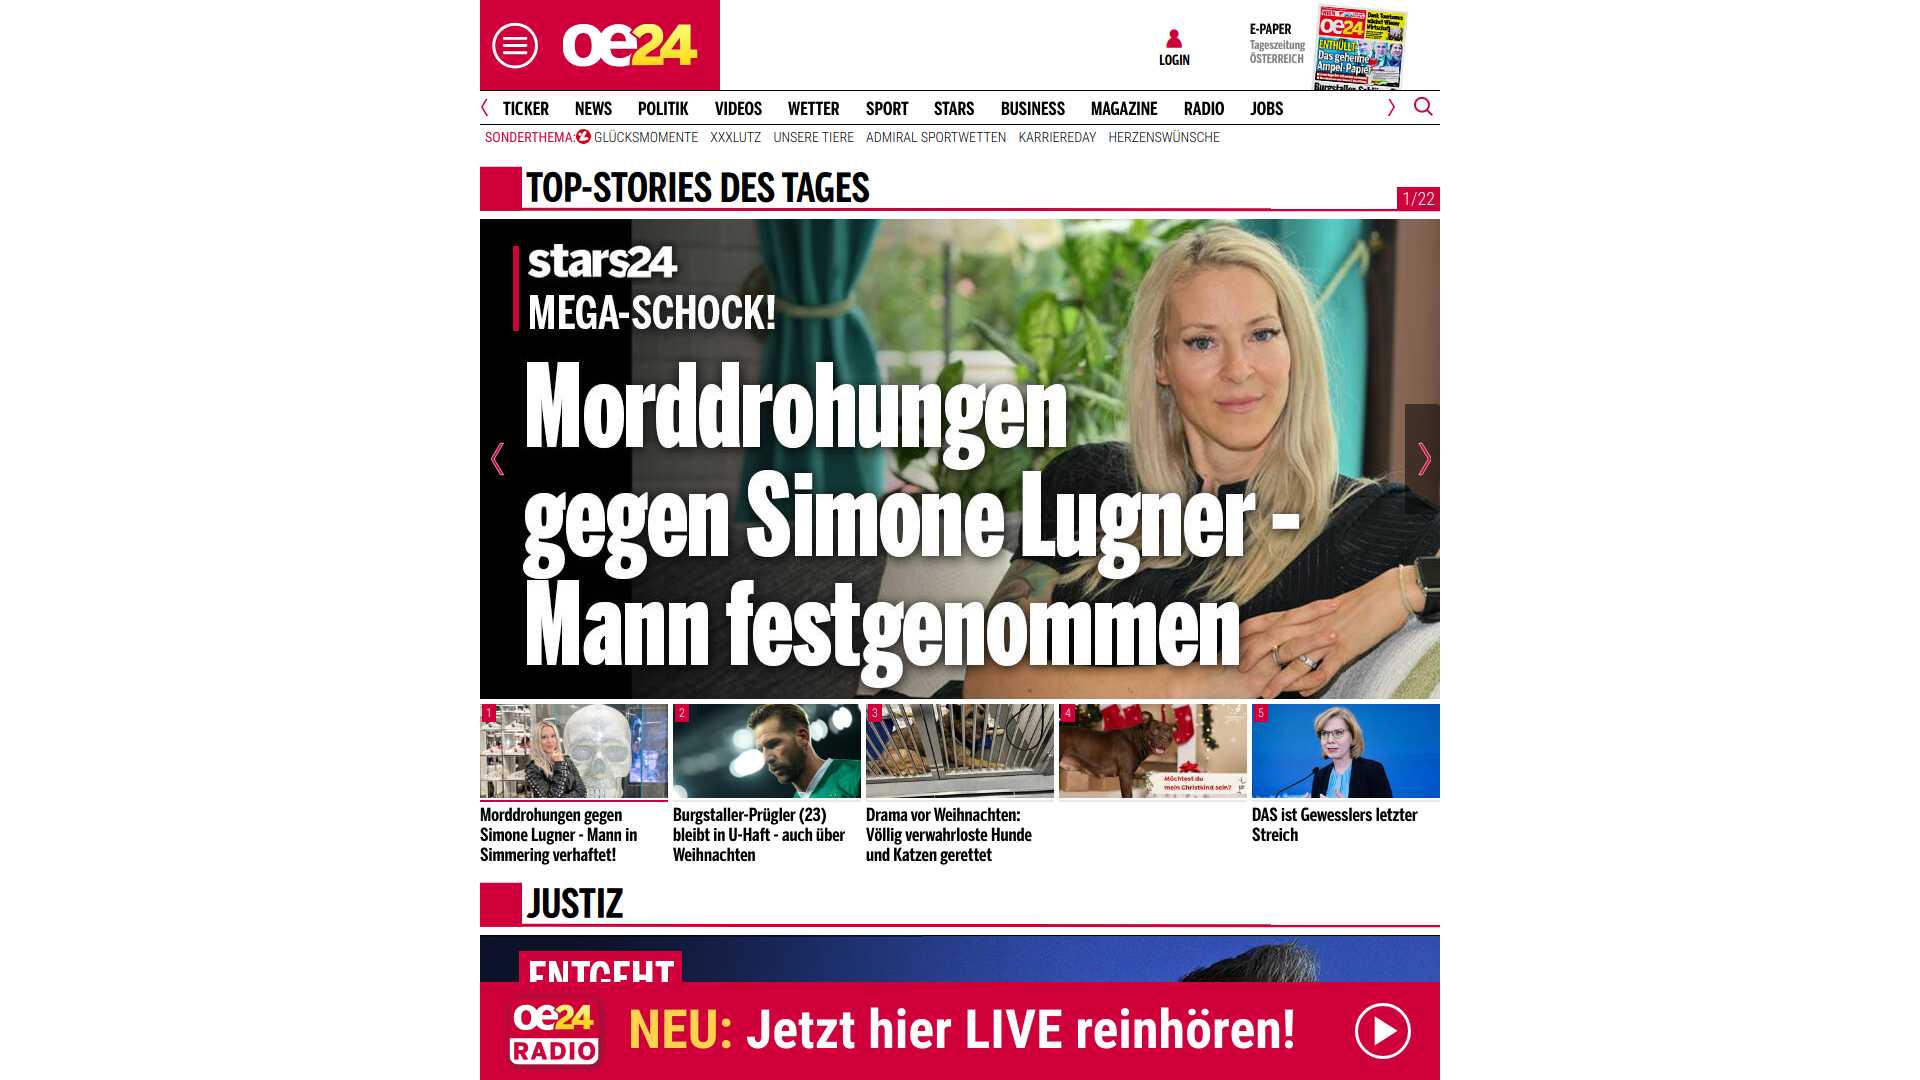 oe24
LOGIN
E-PAPER
Tageszeitung
ÖSTERREICH
oe24
ENTHÜLLT
Das geheime
Ampel-Papier
TICKER NEWS POLITIK VIDEOS WETTER SPORT STARS BUSINESS MAGAZINE RADIO JOBS
SONDERTHEMA: GLÜCKSMOMENTE XXXLUTZ UNSERE TIERE ADMIRAL SPORTWETTEN KARRIEREDAY HERZENSWÜNSCHE
TOP-STORIES DES TAGES
1/22
stars24
MEGA-SCHOCK!
Morddrohungen
gegen Simone Lugner -
Mann festgenommen
1
2
3
4
5
Möchtest du
mein Christkind sein?
Morddrohungen gegen
Simone Lugner - Mann in
Simmering verhaftet!
Burgstaller-Prügler (23)
bleibt in U-Haft - auch über
Weihnachten
Drama vor Weihnachten:
Völlig verwahrloste Hunde
und Katzen gerettet
DAS ist Gewesslers letzter
Streich
JUSTIZ
ENTGEHT
oe24
RADIO
NEU: Jetzt hier LIVE reinhören!